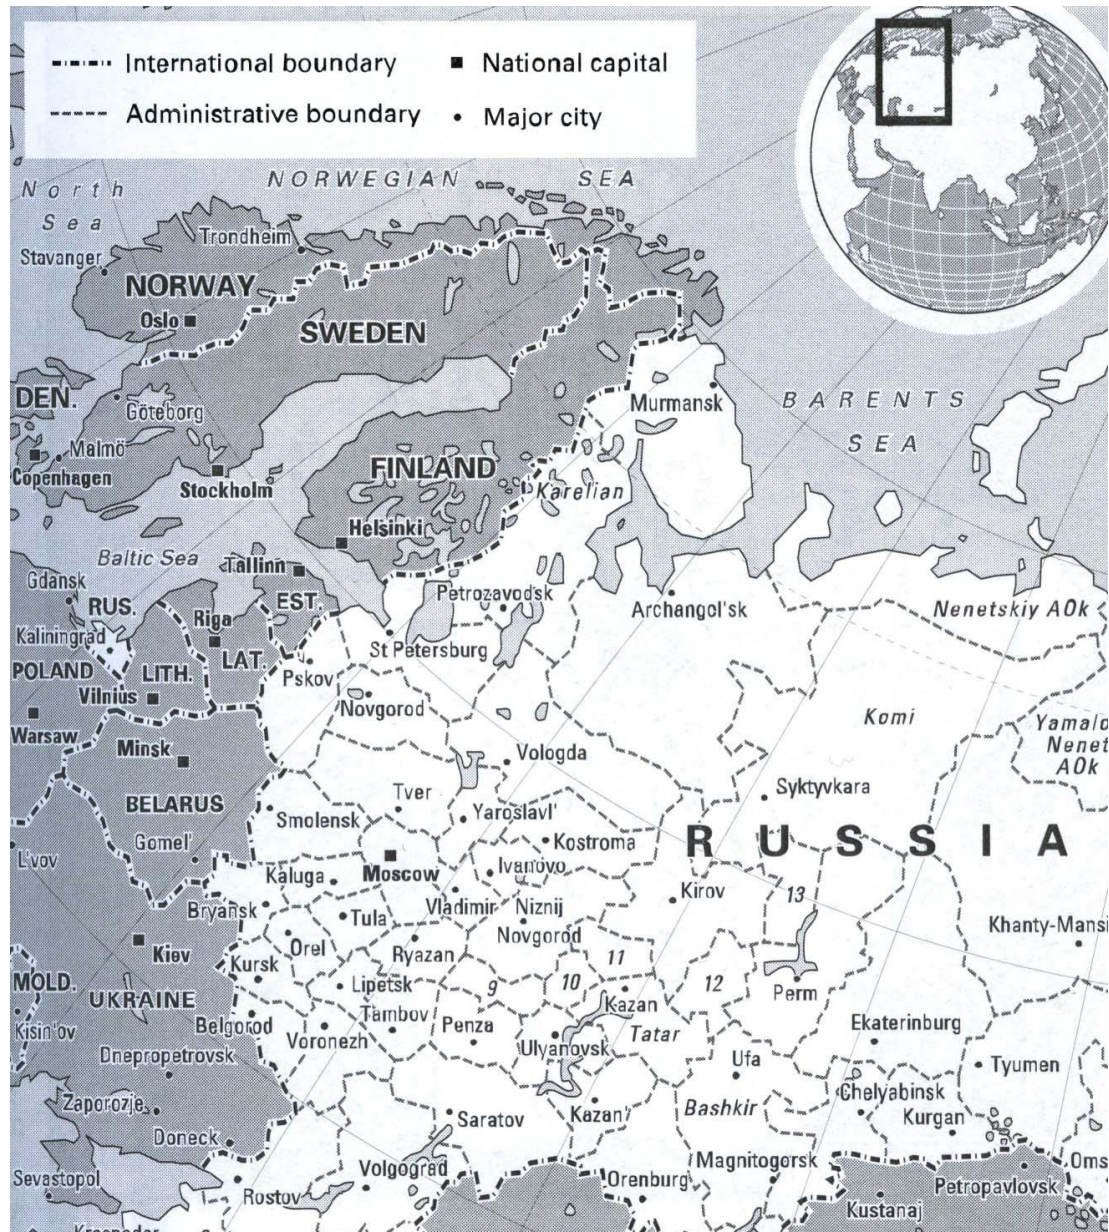 International boundary
National capital
Administrative boundary
Major city
North
Sea
NORWEGIAN SEA
Trondheim
Stavanger
NORWAY
Oslo
SWEDEN
DEN.
Göteborg
Malmö
Copenhagen
Stockholm
Murmansk
BARENTS
SEA
FINLAND
Karelian
Helsinki
Baltic Sea
Tallinn
Gdansk
RUS.
EST.
Riga
Kaliningrad
LAT.
POLAND
LITH.
Vilnius
Warsaw
Petrozavodsk
Archangol'sk
Nenetskiy AOk
St Petersburg
Pskov
Novgorod
Komi
Yamalo
Nenet
AOk
Minsk
Vologda
BELARUS
Tver
Syktyvkara
Smolensk
Yaroslavl'
Kostroma
RUSSIA
Gomel'
L'vov
Moscow
Ivanovo
Kaluga
Kirov
13
Bryansk
Tula
Vladimir
Niznij
Novgorod
Khanty-Mansi
Kiev
Orel
Ryazan
Kursk
11
MOLD.
UKRAINE
Lipetsk
9
10
12
Kazan
Perm
Kisin'ov
Belgorod
Tambov
Penza
Voronezh
Ulyanovsk
Tatar
Ekaterinburg
Dnepropetrovsk
Ufa
Tyumen
Zaporozje
Chelyabinsk
Saratov
Kazan'
Bashkir
Kurgan
Doneck
Volgograd
Magnitogorsk
Sevastopol
Rostov
Orenburg
Petropavlovsk
Oms
Kustanaj